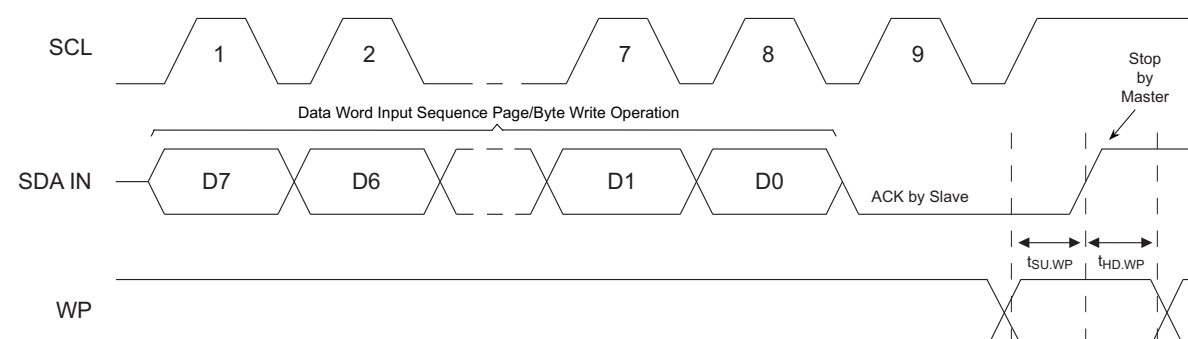 SCL
1
2
7
8
9
Stop
by
Master
Data Word Input Sequence Page/Byte Write Operation
SDA IN
D7
D6
D1
D0
ACK by Slave
tSU.WP
tHD.WP
WP